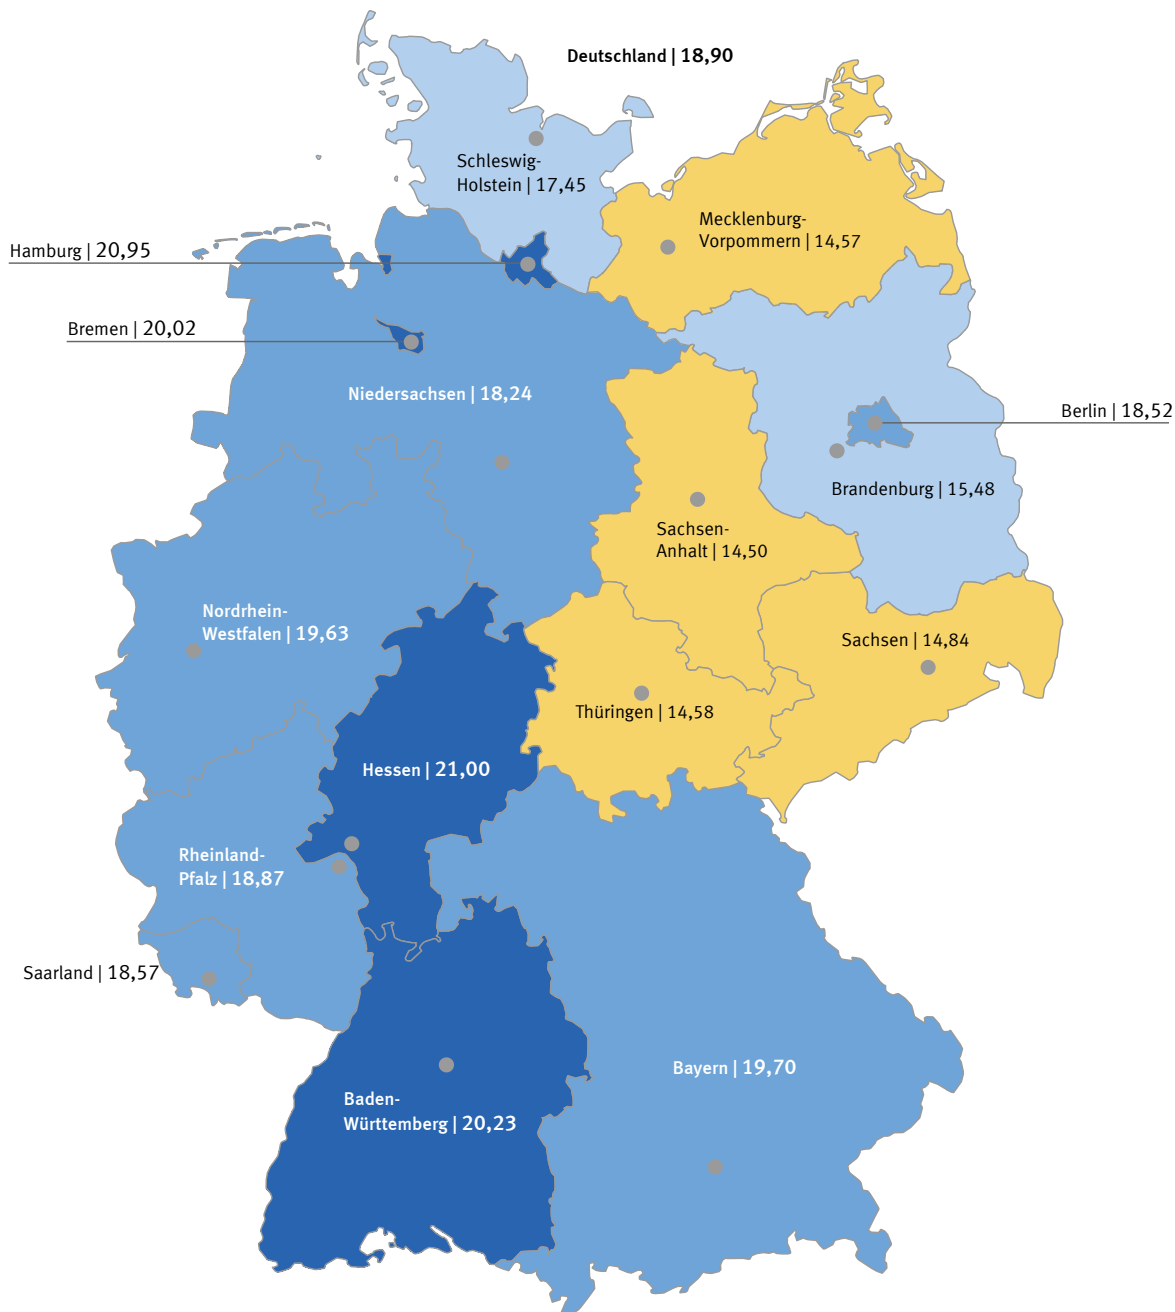 Deutschland | 18,90
Schleswig-
Holstein | 17,45
Mecklenburg-
Vorpommern | 14,57
Hamburg | 20,95
Bremen | 20,02
Niedersachsen | 18,24
Berlin | 18,52
Brandenburg | 15,48
Sachsen-
Anhalt | 14,50
Nordrhein-
Westfalen | 19,63
Sachsen | 14,84
Thüringen | 14,58
Hessen | 21,00
Rheinland-
Pfalz | 18,87
Saarland | 18,57
Bayern | 19,70
Baden-
Württemberg | 20,23